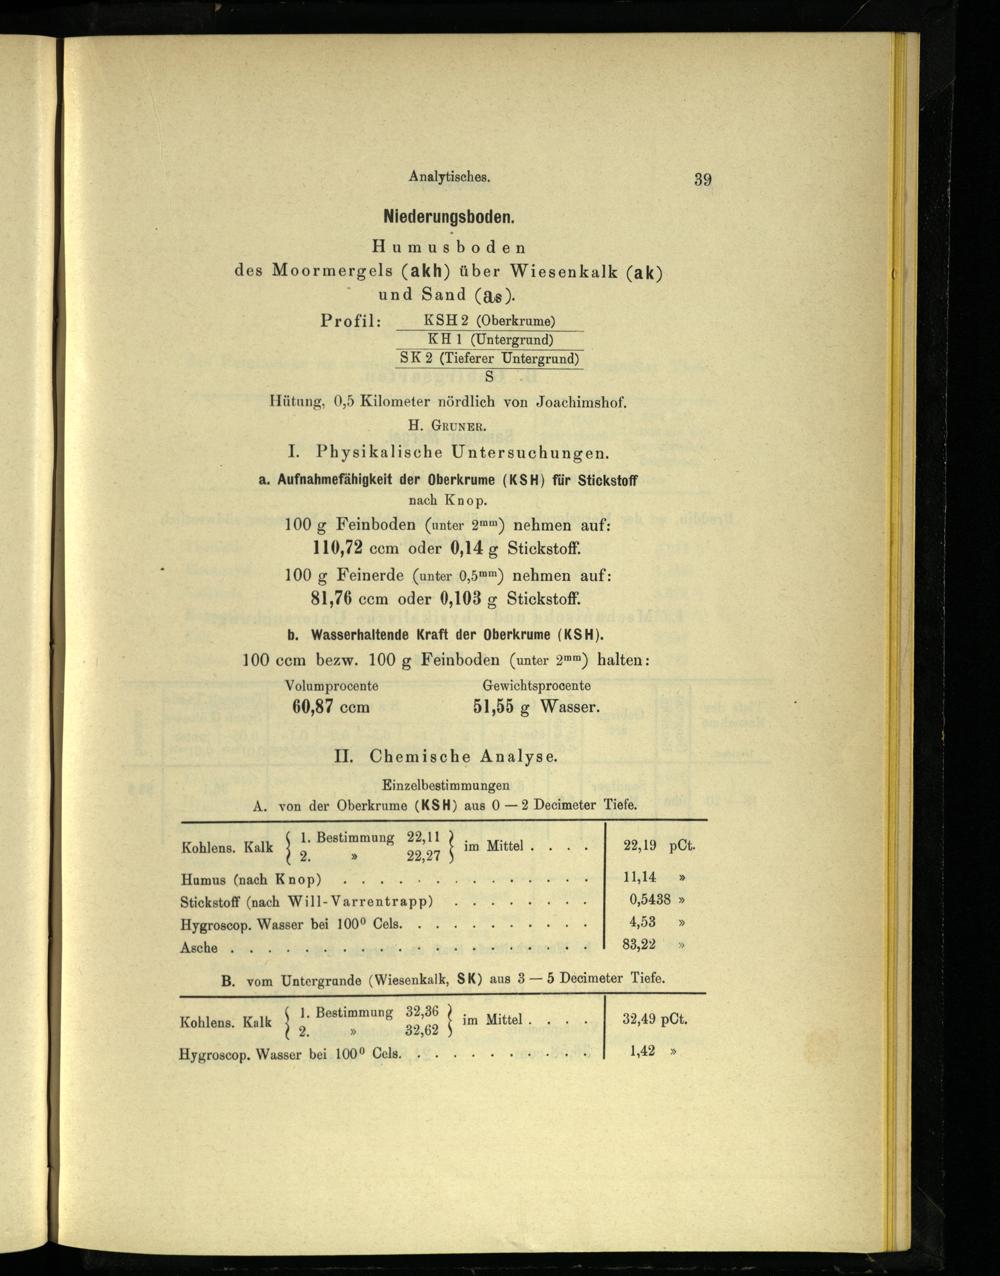 Analytisches. 39
Niederungsboden.
Humusboden
des Moormergels (akh) über Wiesenkalk (ak)
und Sand (as).
Profil: KSH 2 (Oberkrume)
KH 1 (Untergrund)
SK 2 (Tieferer Untergrund)
S
Hütung, 0,5 Kilometer nördlich von Joachimshof.
H. GRUNER.
I. Physikalische Untersuchungen.
a. Aufnahmefähigkeit der Oberkrume (KSH) für Stickstoff
nach Knop.
100 g Feinboden (unter 2mm) nehmen auf:
110,72 ccm oder 0,14 g Stickstoff.
100 g Feinerde (unter 0,5mm) nehmen auf:
81,76 ccm oder 0,103 g Stickstoff.
b. Wasserhaltende Kraft der Oberkrume (KSH).
100 ccm bezw. 100 g Feinboden (unter 2mm) halten:
Volumprocente Gewichtsprocente
60,87 ccm 51,55 g Wasser.
II. Chemische Analyse.
Einzelbestimmungen
A. von der Oberkrume (KSH) aus 0 — 2 Decimeter Tiefe.
Kohlens. Kalk { 1. Bestimmung 22,11 } im Mittel . . . . 22,19 pCt.
{ 2. » 22,27 }
Humus (nach Knop) . . . . . . . . . . . . . . 11,14 »
Stickstoff (nach Will-Varrentrapp) . . . . . . . . 0,5438 »
Hygroscop. Wasser bei 100⁰ Cels. . . . . . . . . . . 4,53 »
Asche . . . . . . . . . . . . . . . . . . . . 83,22 »
B. vom Untergrunde (Wiesenkalk, SK) aus 3 — 5 Decimeter Tiefe.
Kohlens. Kalk { 1. Bestimmung 32,36 } im Mittel . . . . 32,49 pCt.
{ 2. » 32,62 }
Hygroscop. Wasser bei 100⁰ Cels. . . . . . . . . . . 1,42 »